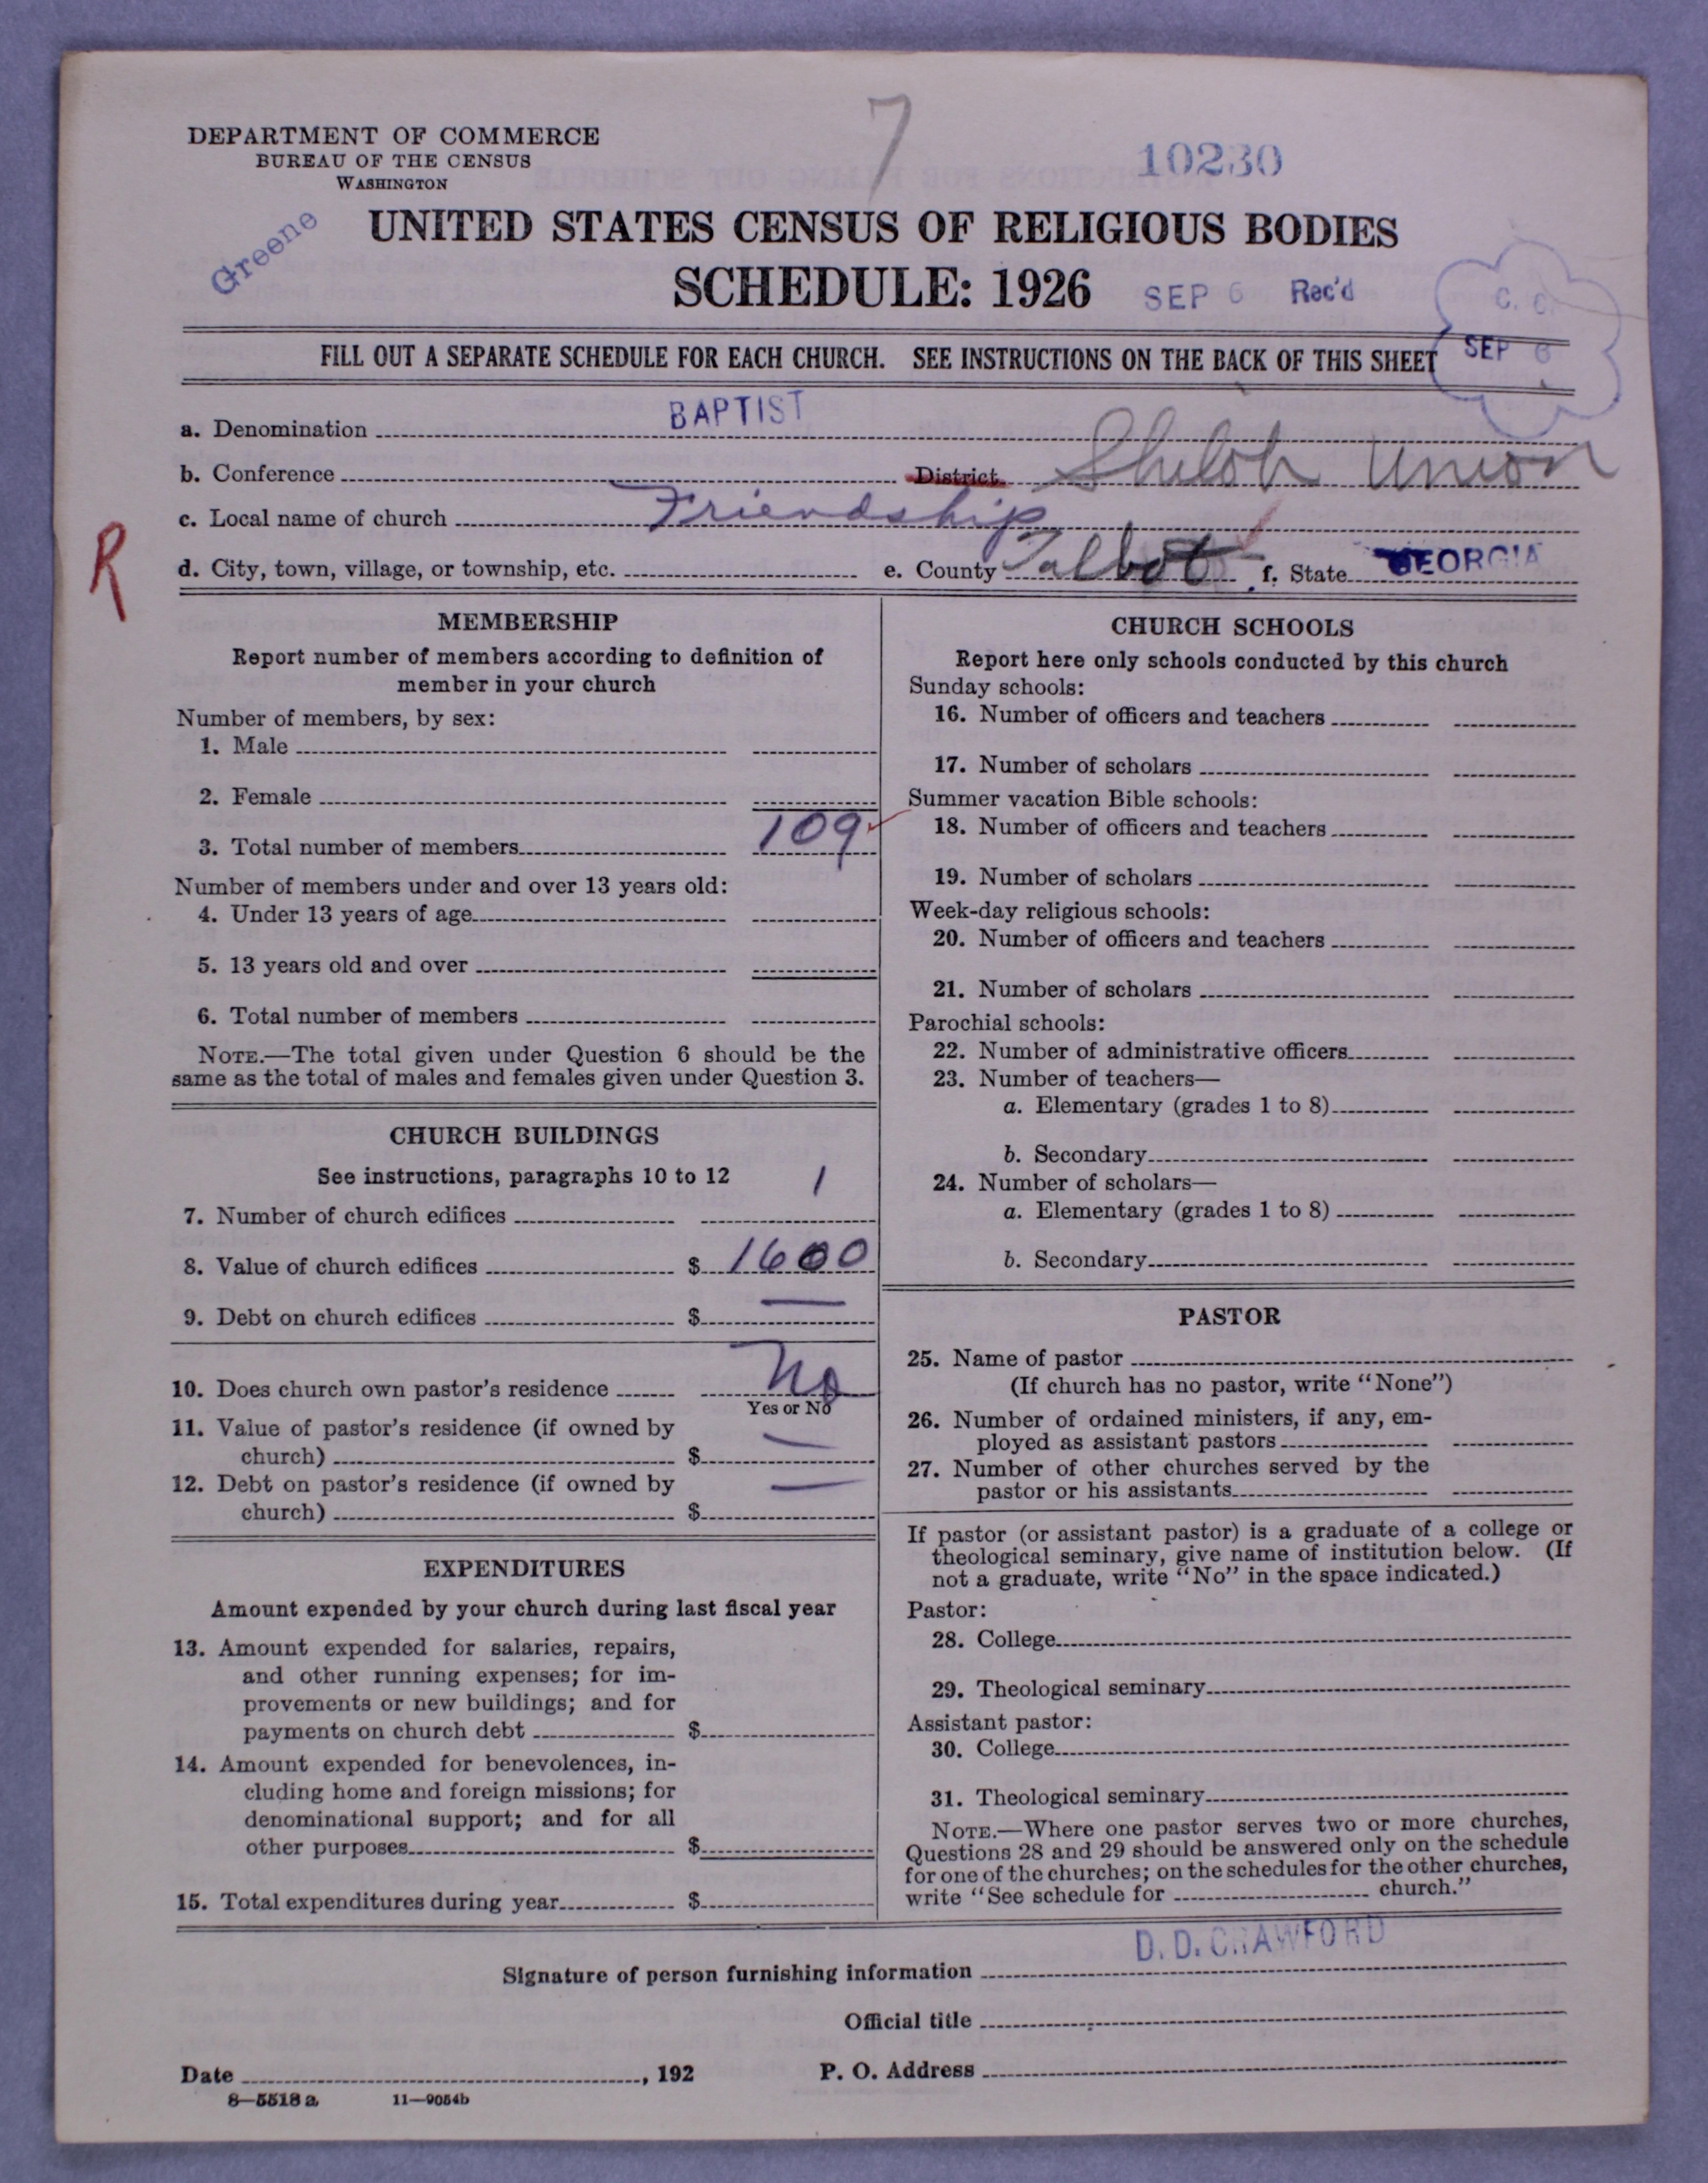 7
DEPARTMENT OF COMMERCE
BUREAU OF THE CENSUS
WASHINGTON
10230
Greene
UNITED STATES CENSUS OF RELIGIOUS BODIES
SCHEDULE: 1926
SEP 6 Rec'd
C. C.
SEP 6
FILL OUT A SEPARATE SCHEDULE FOR EACH CHURCH. SEE INSTRUCTIONS ON THE BACK OF THIS SHEET
a. Denomination BAPTIST
b. Conference District Shiloh Union
c. Local name of church Friendship
R
d. City, town, village, or township, etc. e. County Talbot f. State GEORGIA
MEMBERSHIP
Report number of members according to definition of
member in your church
Number of members, by sex:
1. Male
2. Female
3. Total number of members 109
Number of members under and over 13 years old:
4. Under 13 years of age
5. 13 years old and over
6. Total number of members
NOTE.—The total given under Question 6 should be the
same as the total of males and females given under Question 3.
CHURCH BUILDINGS
See instructions, paragraphs 10 to 12
7. Number of church edifices 1
8. Value of church edifices $ 1600
9. Debt on church edifices $ —
10. Does church own pastor's residence No
Yes or No
11. Value of pastor's residence (if owned by
church) $ —
12. Debt on pastor's residence (if owned by
church) $ —
EXPENDITURES
Amount expended by your church during last fiscal year
13. Amount expended for salaries, repairs,
and other running expenses; for im-
provements or new buildings; and for
payments on church debt $
14. Amount expended for benevolences, in-
cluding home and foreign missions; for
denominational support; and for all
other purposes $
15. Total expenditures during year $
CHURCH SCHOOLS
Report here only schools conducted by this church
Sunday schools:
16. Number of officers and teachers
17. Number of scholars
Summer vacation Bible schools:
18. Number of officers and teachers
19. Number of scholars
Week-day religious schools:
20. Number of officers and teachers
21. Number of scholars
Parochial schools:
22. Number of administrative officers
23. Number of teachers—
a. Elementary (grades 1 to 8)
b. Secondary
24. Number of scholars—
a. Elementary (grades 1 to 8)
b. Secondary
PASTOR
25. Name of pastor
(If church has no pastor, write "None")
26. Number of ordained ministers, if any, em-
ployed as assistant pastors
27. Number of other churches served by the
pastor or his assistants
If pastor (or assistant pastor) is a graduate of a college or
theological seminary, give name of institution below. (If
not a graduate, write "No" in the space indicated.)
Pastor:
28. College
29. Theological seminary
Assistant pastor:
30. College
31. Theological seminary
NOTE.—Where one pastor serves two or more churches,
Questions 28 and 29 should be answered only on the schedule
for one of the churches; on the schedules for the other churches,
write "See schedule for church."
Signature of person furnishing information D. D. CRAWFORD
Official title
Date , 192 P. O. Address
8—5518 a 11—9054b